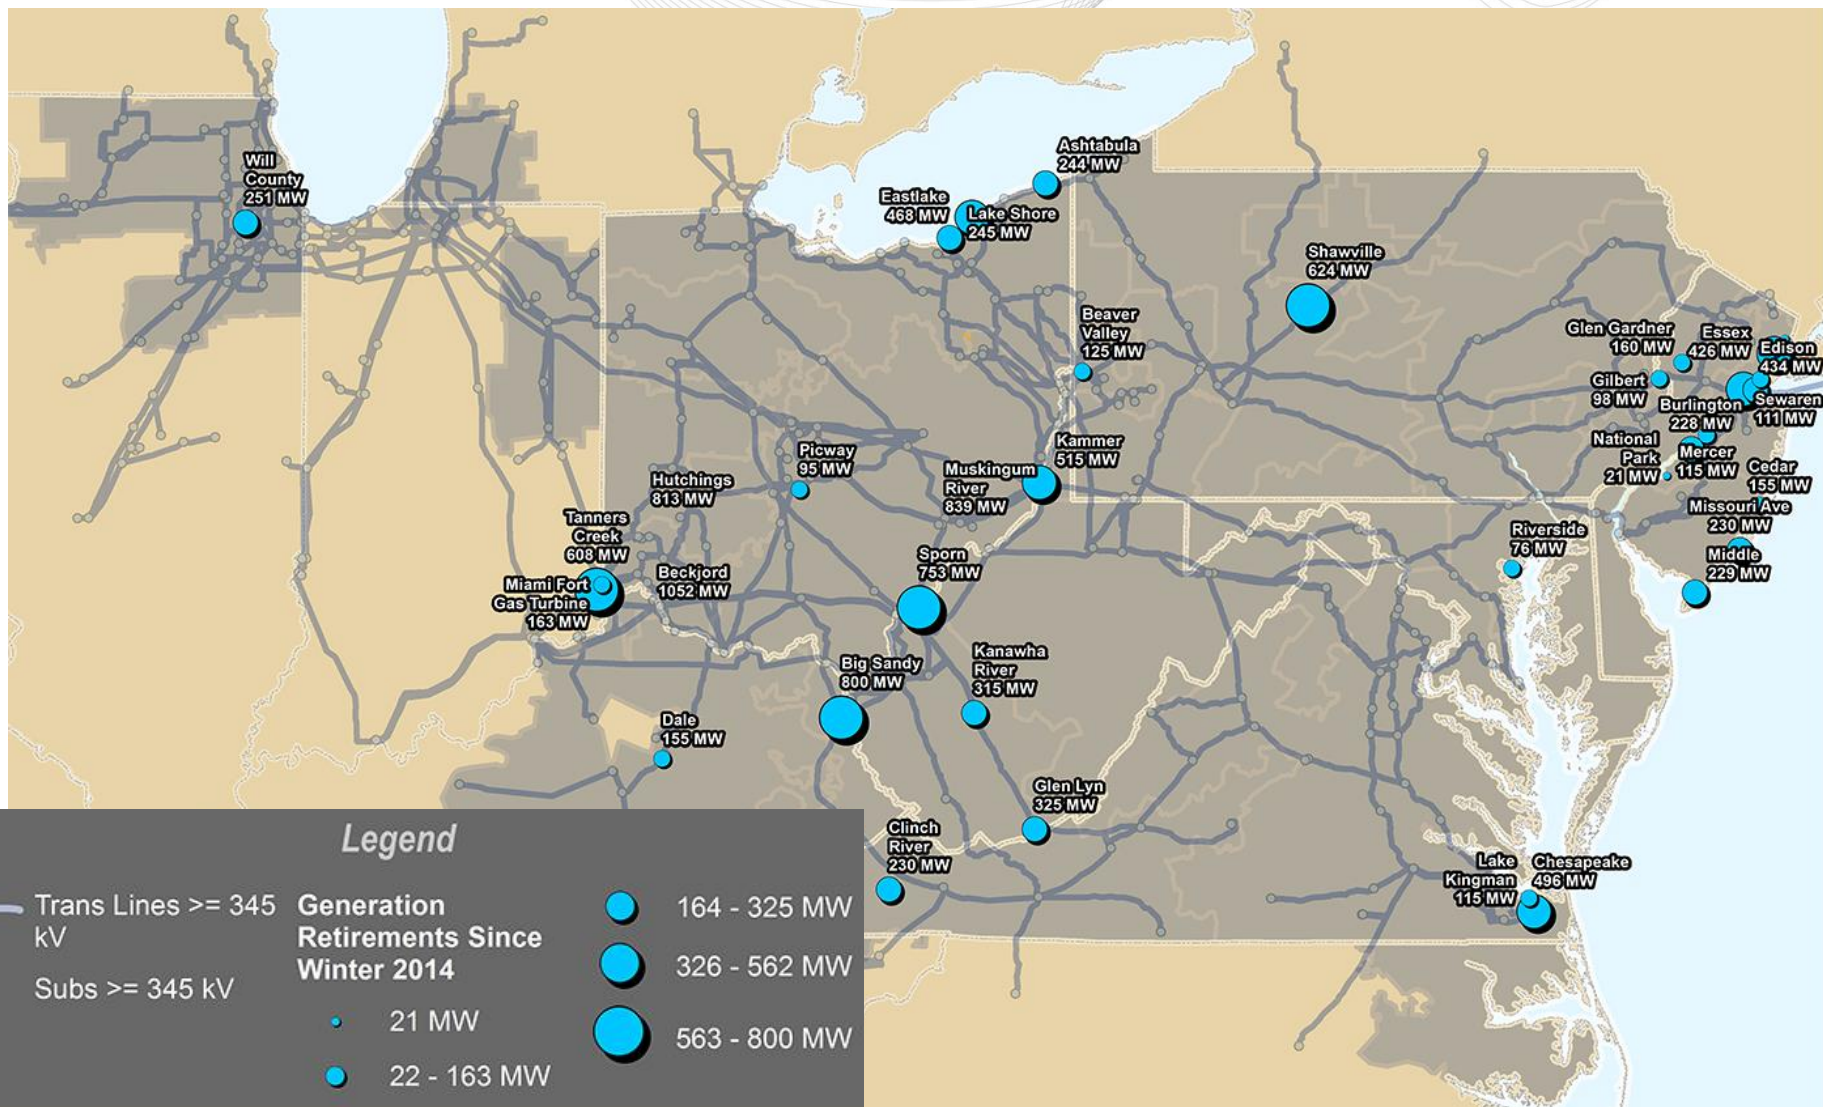 Will
County
251 MW
Ashtabula
244 MW
Eastlake
468 MW
Lake Shore
245 MW
Shawville
624 MW
Beaver
Valley
125 MW
Glen Gardner
160 MW
Essex
426 MW
Edison
434 MW
Gilbert
98 MW
Sewaren
111 MW
Burlington
228 MW
National
Park
21 MW
Mercer
115 MW
Cedar
155 MW
Missouri Ave
230 MW
Middle
229 MW
Riverside
76 MW
Kammer
515 MW
Muskingum
River
839 MW
Picway
95 MW
Hutchings
813 MW
Tanners
Creek
608 MW
Miami Fort
Gas Turbine
163 MW
Beckjord
1052 MW
Sporn
753 MW
Big Sandy
800 MW
Kanawha
River
315 MW
Dale
155 MW
Glen Lyn
325 MW
Clinch
River
230 MW
Lake
Kingman
115 MW
Chesapeake
496 MW
Legend
Trans Lines >= 345
kV
Subs >= 345 kV
Generation
Retirements Since
Winter 2014
21 MW
22 - 163 MW
164 - 325 MW
326 - 562 MW
563 - 800 MW